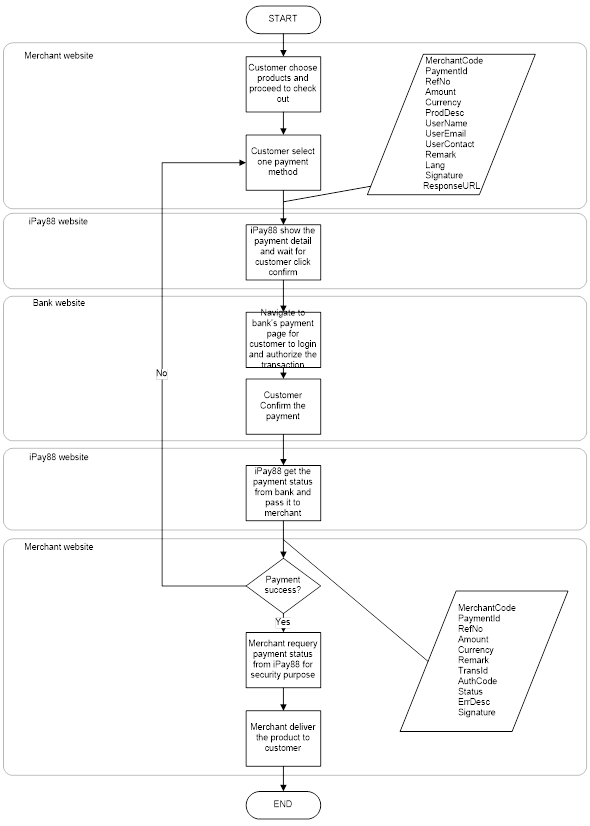 START
Merchant website
Customer choose
products and
proceed to check
out
MerchantCode
PaymentId
RefNo
Amount
Currency
ProdDesc
UserName
UserEmail
UserContact
Remark
Lang
Signature
ResponseURL
Customer select
one payment
method
iPay88 website
iPay88 show the
payment detail
and wait for
customer click
confirm
Bank website
Navigate to
bank's payment
page for
customer to login
and authorize the
transaction
No
Customer
Confirm the
payment
iPay88 website
iPay88 get the
payment status
from bank and
pass it to
merchant
Merchant website
Payment
success?
Yes
Merchant requery
payment status
from iPay88 for
security purpose
MerchantCode
PaymentId
RefNo
Amount
Currency
Remark
TransId
AuthCode
Status
ErrDesc
Signature
Merchant deliver
the product to
customer
END